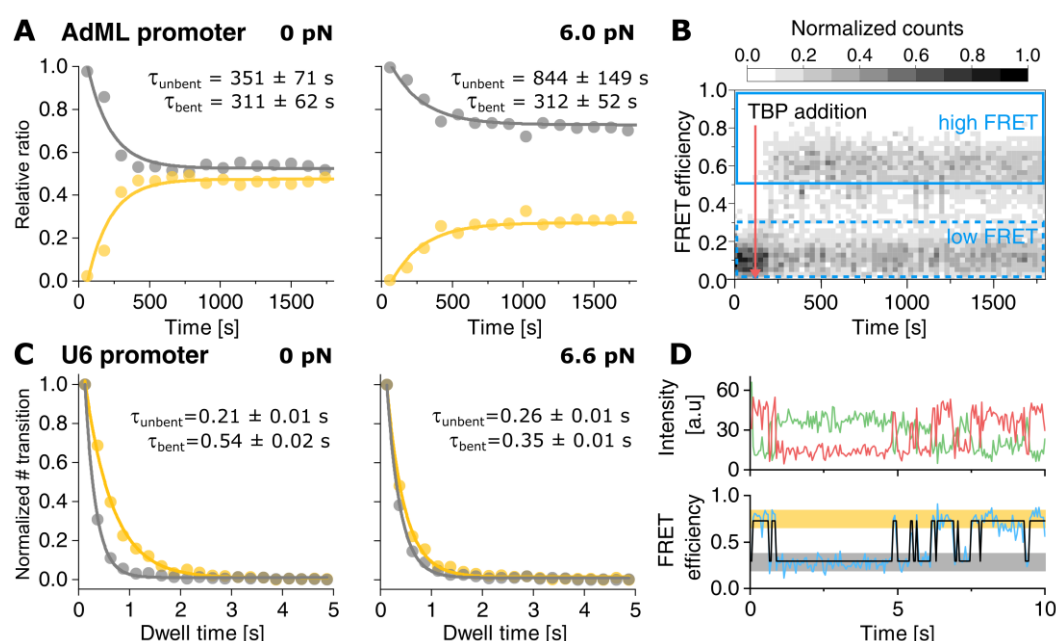 A AdML promoter 0 pN
τunbent = 351 ± 71 s
τbent = 311 ± 62 s
Relative ratio
1.0
0.8
0.6
0.4
0.2
0.0
0 500 1000 1500
Time [s]
6.0 pN
τunbent = 844 ± 149 s
τbent = 312 ± 52 s
0 500 1000 1500
Time [s]
B Normalized counts
0.0 0.2 0.4 0.6 0.8 1.0
TBP addition
high FRET
low FRET
FRET efficiency
1.0
0.8
0.6
0.4
0.2
0.0
0 500 1000 1500
Time [s]
C U6 promoter 0 pN
τunbent=0.21 ± 0.01 s
τbent=0.54 ± 0.02 s
Normalized # transition
1.0
0.8
0.6
0.4
0.2
0.0
0 1 2 3 4 5
Dwell time [s]
6.6 pN
τunbent=0.26 ± 0.01 s
τbent=0.35 ± 0.01 s
0 1 2 3 4 5
Dwell time [s]
D
Intensity
[a.u]
60
30
0
FRET
efficiency
1.0
0.5
0.0
0 5 10
Time [s]